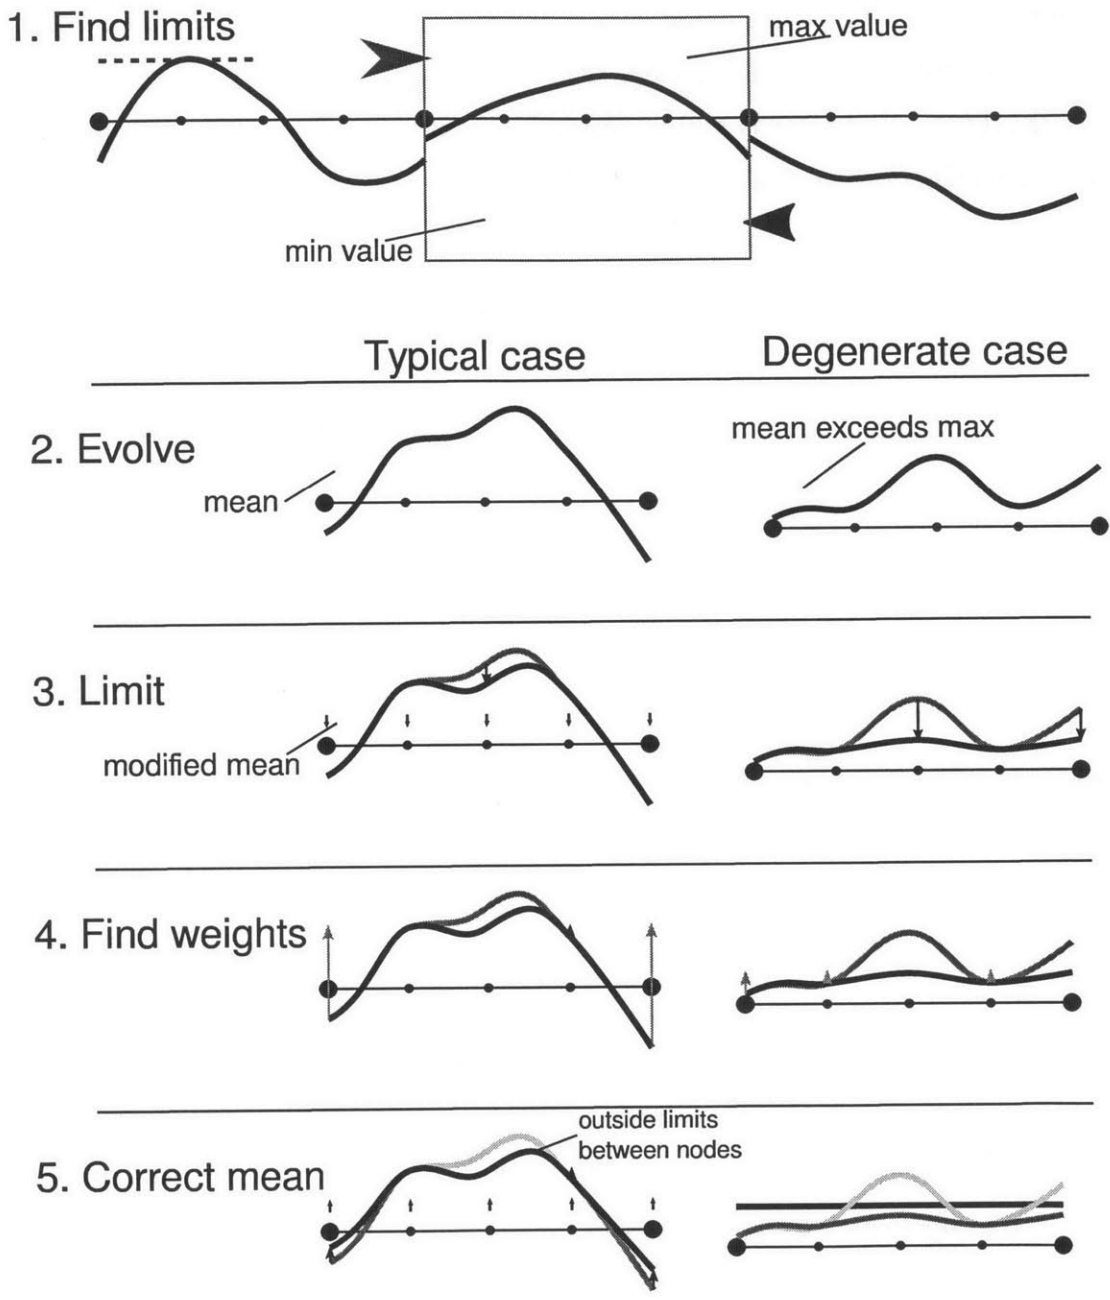 1. Find limits
max value
min value
Typical case
Degenerate case
2. Evolve
mean exceeds max
mean
3. Limit
modified mean
4. Find weights
outside limits
between nodes
5. Correct mean